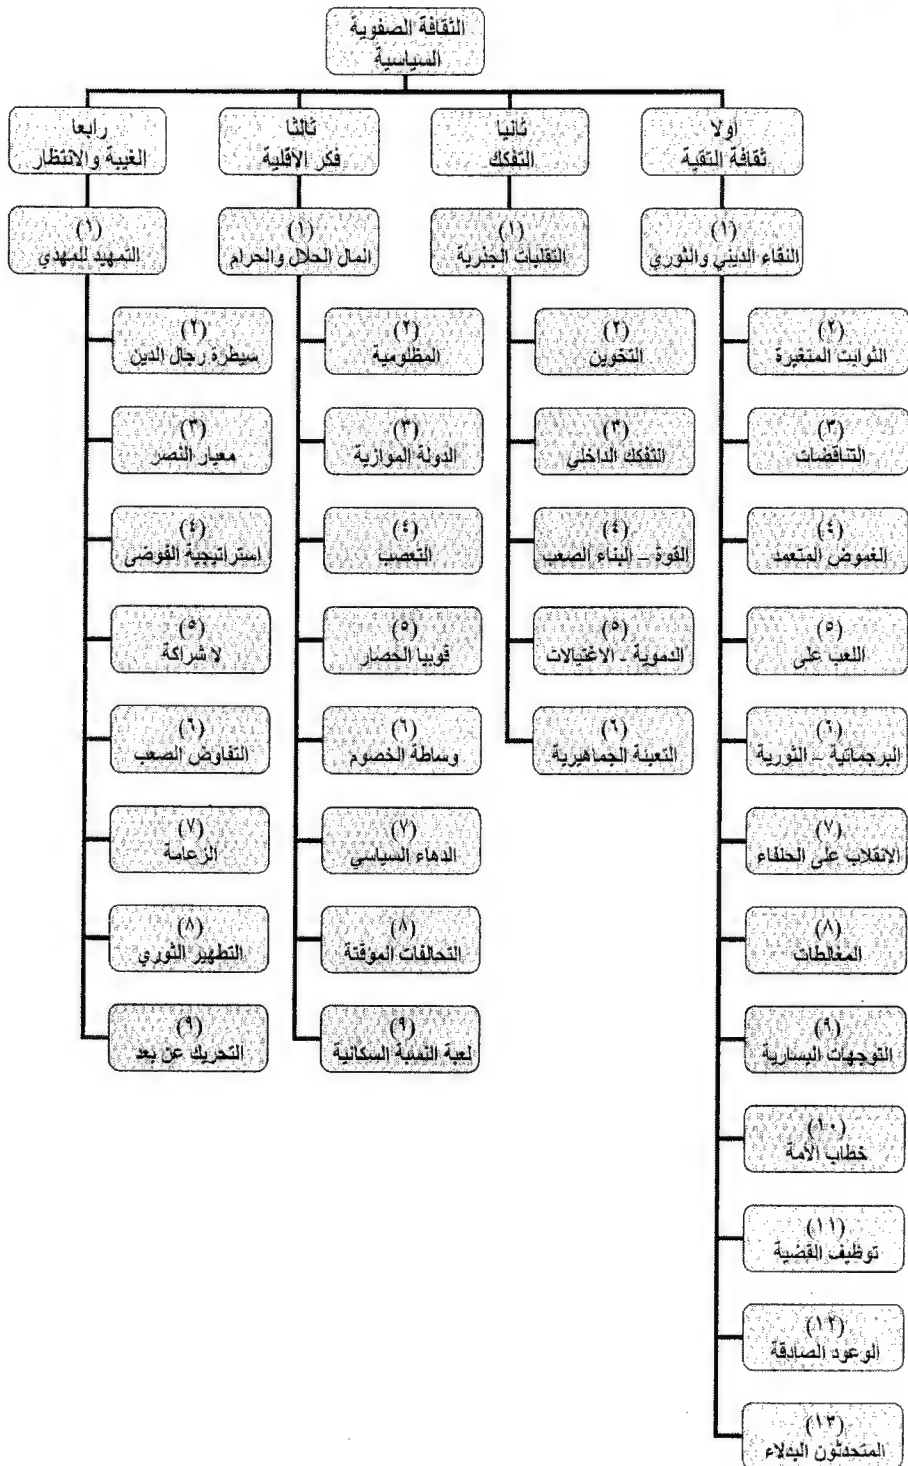 الثقافة الصفوية
السياسية
أولا
ثقافة التقية
(١)
النقاء الديني والثوري
(٢)
الثوابت المتغيرة
(٣)
التناقضات
(٤)
الغموض المتعمد
(٥)
اللعب على
(٦)
البرجماتية – الثورية
(٧)
الانقلاب على الحلفاء
(٨)
المغالطات
(٩)
التوجهات اليسارية
(١٠)
خطاب الأمة
(١١)
توظيف القضية
(١٢)
الوعود الصادقة
(١٣)
المتحدثون البدلاء
ثانيا
التفكك
(١)
التقلبات الجذرية
(٢)
التخوين
(٣)
التفكك الداخلي
(٤)
القوة – البناء الصعب
(٥)
الدموية - الاغتيالات
(٦)
التعبئة الجماهيرية
ثالثا
فكر الأقلية
(١)
المال الحلال والحرام
(٢)
المظلومية
(٣)
الدولة الموازية
(٤)
التعصب
(٥)
فوبيا الحصار
(٦)
وساطة الخصوم
(٧)
الدهاء السياسي
(٨)
التحالفات الموقتة
(٩)
لعبة النسبة السكانية
رابعا
الغيبة والانتظار
(١)
التمهيد للمهدي
(٢)
سيطرة رجال الدين
(٣)
معيار النصر
(٤)
استراتيجية الفوضى
(٥)
لا شراكة
(٦)
التفاوض الصعب
(٧)
الزعامة
(٨)
التطهير الثوري
(٩)
التحريك عن بعد